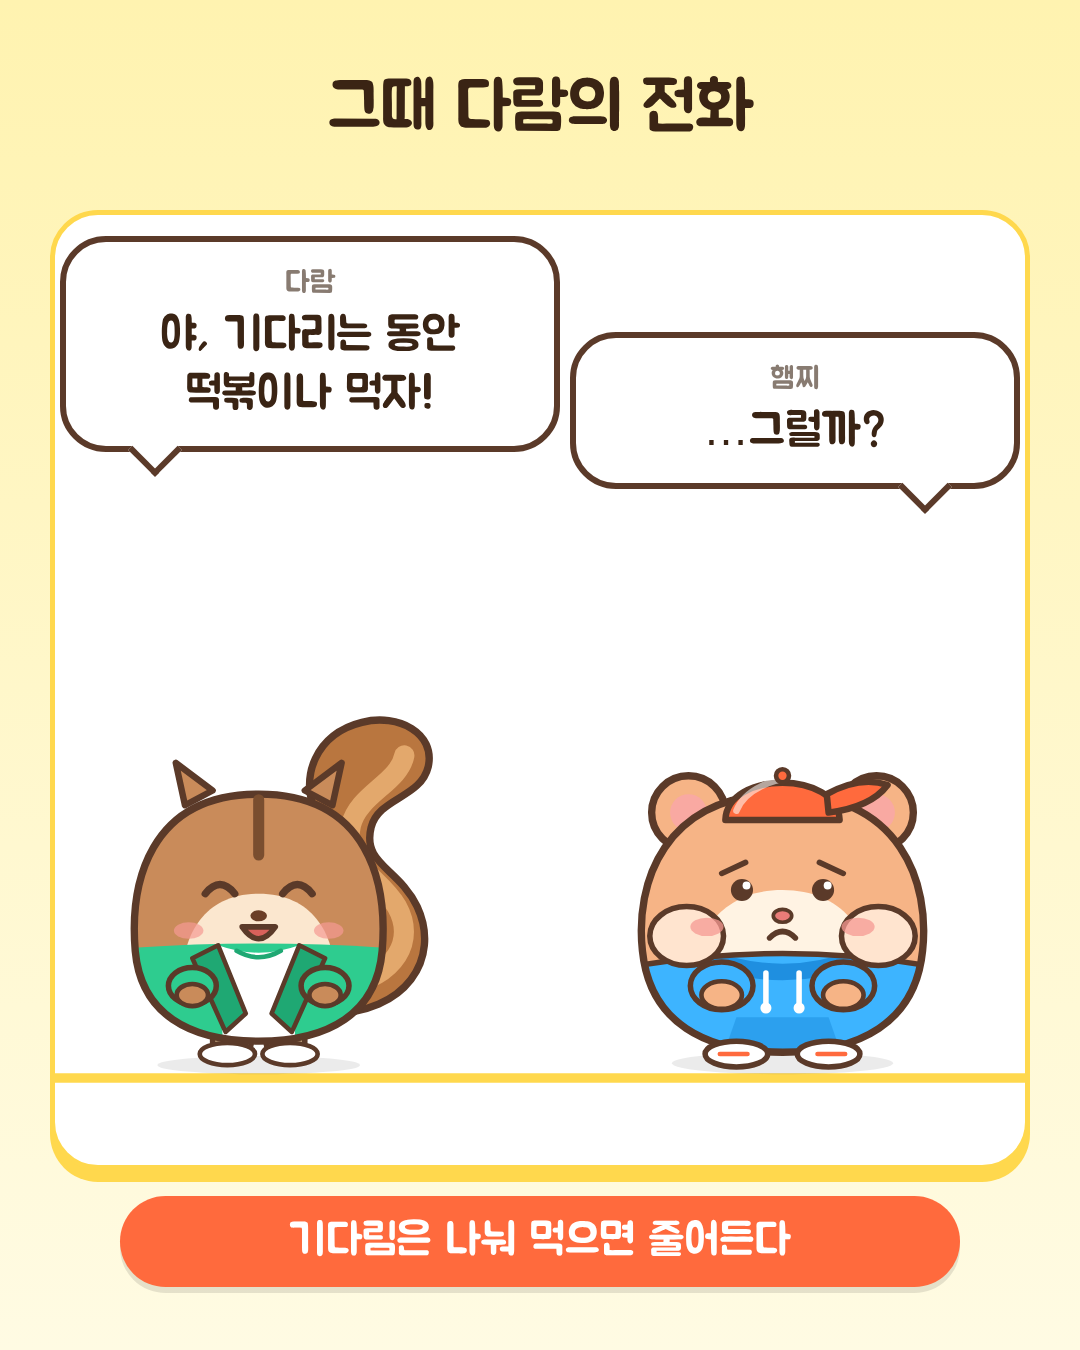 그때 다람의 전화
다람
야, 기다리는 동안
떡볶이나 먹자!
햄찌
...그럴까?
기다림은 나눠 먹으면 줄어든다